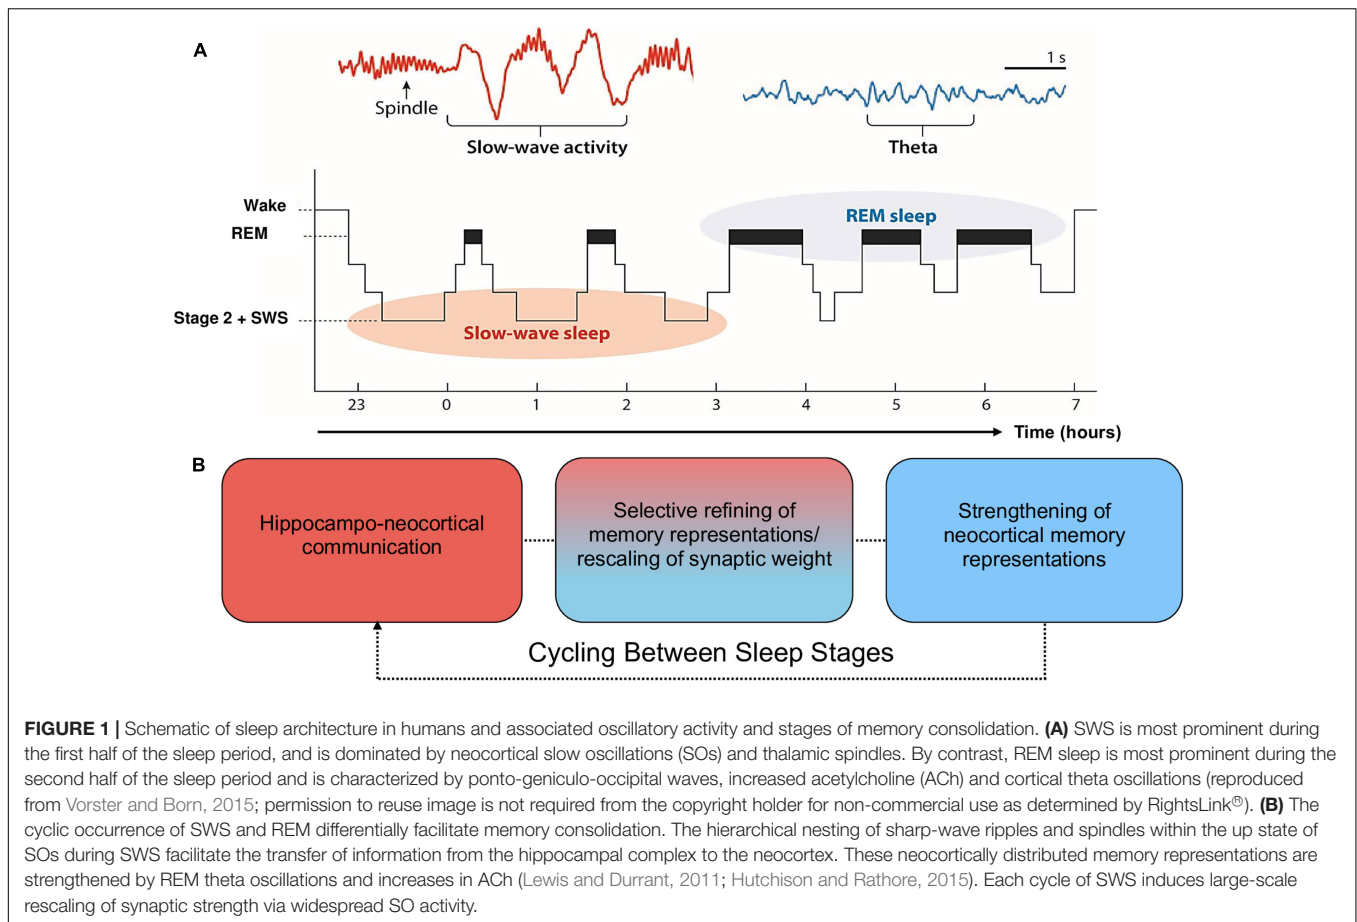 A
1 s
Spindle
Slow-wave activity
Theta
Wake
REM sleep
REM
Stage 2 + SWS
Slow-wave sleep
23 0 1 2 3 4 5 6 7
Time (hours)
B
Hippocampo-neocortical
communication
Selective refining of
memory representations/
rescaling of synaptic weight
Strengthening of
neocortical memory
representations
Cycling Between Sleep Stages
FIGURE 1 | Schematic of sleep architecture in humans and associated oscillatory activity and stages of memory consolidation. (A) SWS is most prominent during
the first half of the sleep period, and is dominated by neocortical slow oscillations (SOs) and thalamic spindles. By contrast, REM sleep is most prominent during the
second half of the sleep period and is characterized by ponto-geniculo-occipital waves, increased acetylcholine (ACh) and cortical theta oscillations (reproduced
from Vorster and Born, 2015; permission to reuse image is not required from the copyright holder for non-commercial use as determined by RightsLink®). (B) The
cyclic occurrence of SWS and REM differentially facilitate memory consolidation. The hierarchical nesting of sharp-wave ripples and spindles within the up state of
SOs during SWS facilitate the transfer of information from the hippocampal complex to the neocortex. These neocortically distributed memory representations are
strengthened by REM theta oscillations and increases in ACh (Lewis and Durrant, 2011; Hutchison and Rathore, 2015). Each cycle of SWS induces large-scale
rescaling of synaptic strength via widespread SO activity.